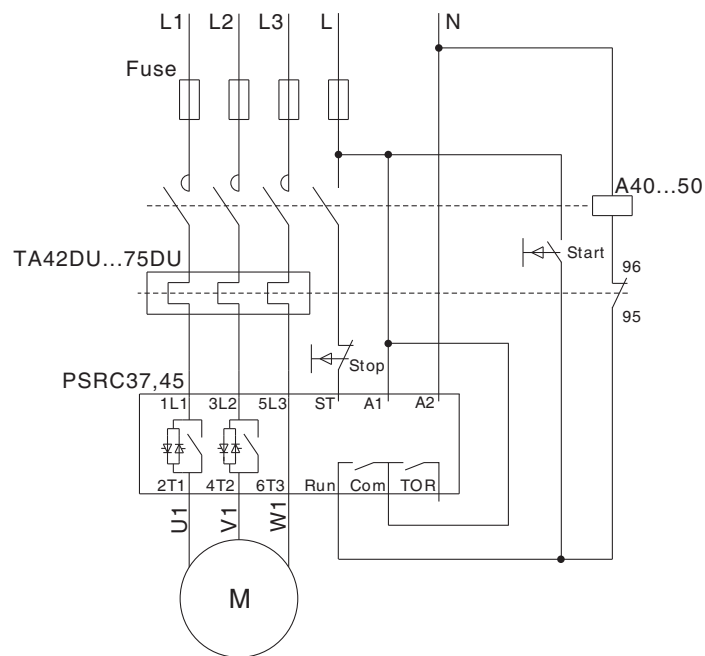 L1 L2 L3 L N
Fuse
A40...50
Start
TA42DU...75DU
96
95
Stop
PSRC37,45
1L1 3L2 5L3 ST A1 A2
2T1 4T2 6T3 Run Com TOR
U1 V1 W1
M